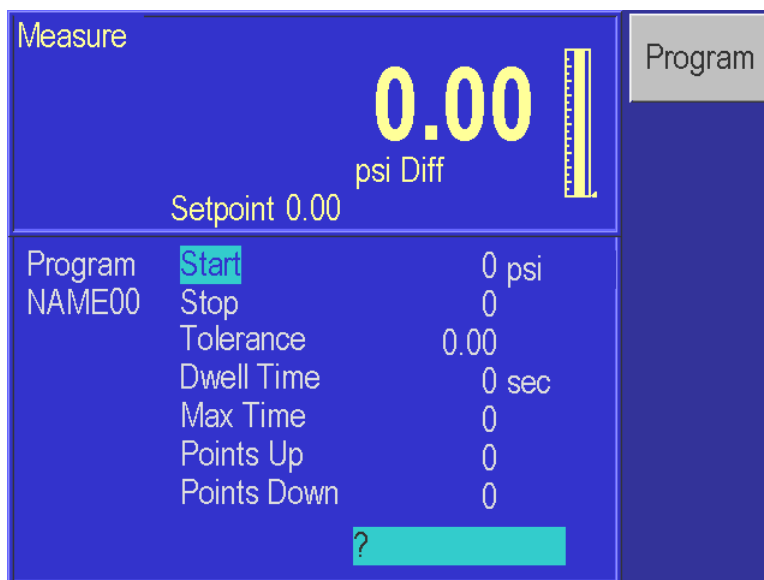 Measure
Program
0.00
psi Diff
Setpoint 0.00
Program Start 0 psi
NAME00 Stop 0
Tolerance 0.00
Dwell Time 0 sec
Max Time 0
Points Up 0
Points Down 0
?